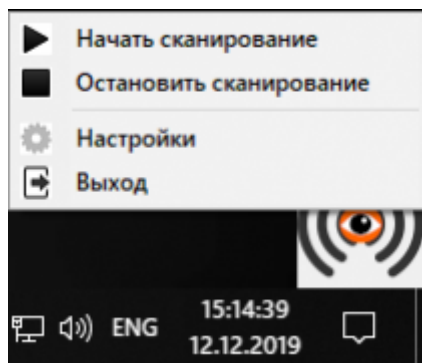 Начать сканирование
Остановить сканирование
Настройки
Выход
ENG
15:14:39
12.12.2019